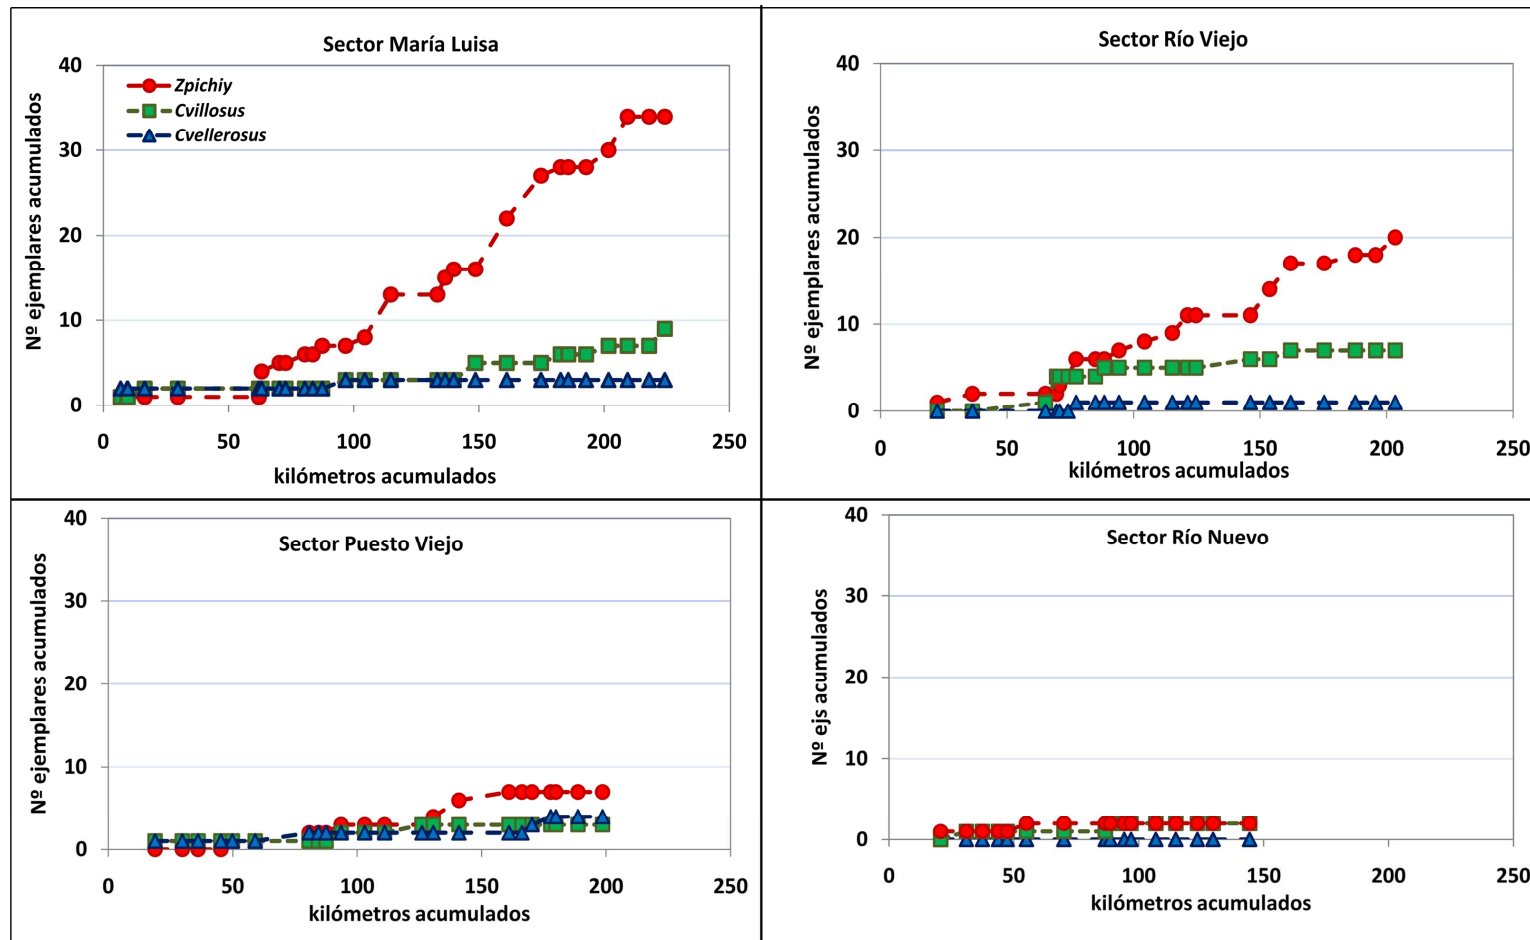 Sector María Luisa
Nº ejemplares acumulados
40
30
20
10
0
Zpichiy
Cvillosus
Cvellerosus
0 50 100 150 200 250
kilómetros acumulados
Sector Río Viejo
Nº ejemplares acumulados
40
30
20
10
0
0 50 100 150 200 250
kilómetros acumulados
Sector Puesto Viejo
Nº ejemplares acumulados
40
30
20
10
0
0 50 100 150 200 250
kilómetros acumulados
Sector Río Nuevo
Nº ejs acumulados
40
30
20
10
0
0 50 100 150 200 250
kilómetros acumulados